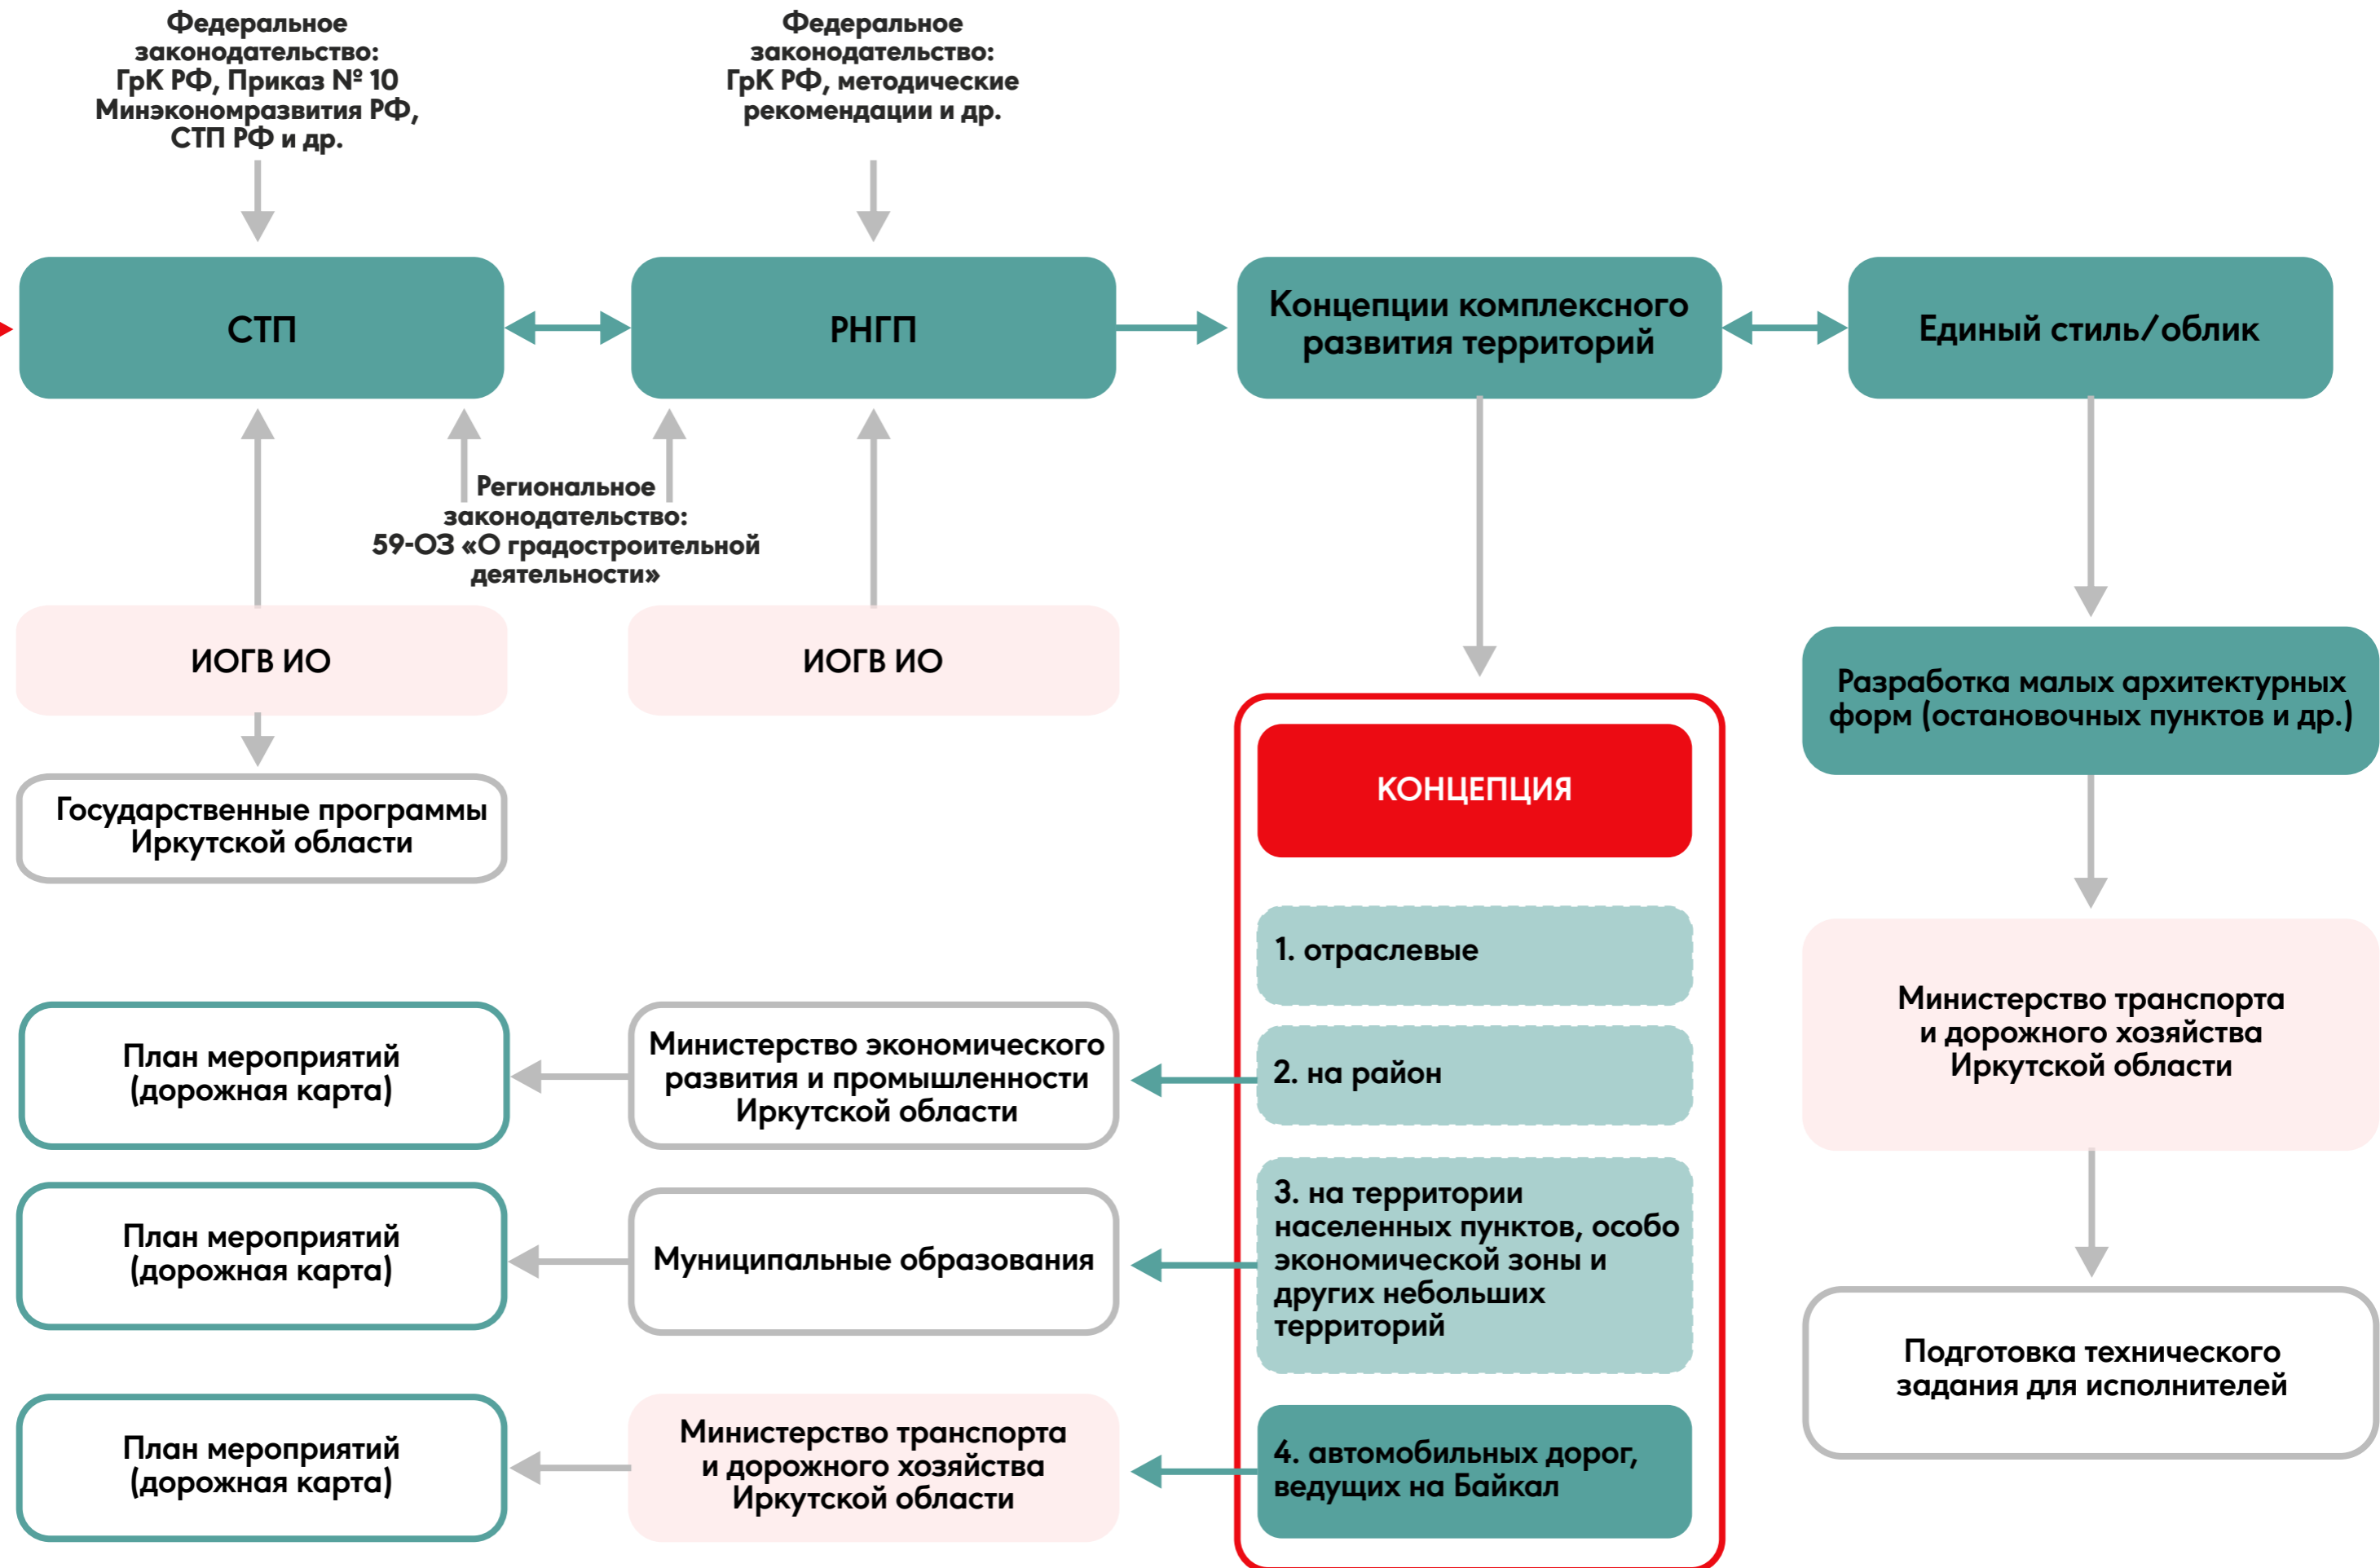 Федеральное
законодательство:
ГрК РФ, Приказ № 10
Минэкономразвития РФ,
СТП РФ и др.
Федеральное
законодательство:
ГрК РФ, методические
рекомендации и др.
СТП
РНГП
Концепции комплексного
развития территорий
Единый стиль/облик
Региональное
законодательство:
59-ОЗ «О градостроительной
деятельности»
ИОГВ ИО
ИОГВ ИО
Разработка малых архитектурных
форм (остановочных пунктов и др.)
Государственные программы
Иркутской области
КОНЦЕПЦИЯ
1. отраслевые
Министерство транспорта
и дорожного хозяйства
Иркутской области
План мероприятий
(дорожная карта)
Министерство экономического
развития и промышленности
Иркутской области
2. на район
План мероприятий
(дорожная карта)
Муниципальные образования
3. на территории
населенных пунктов, особо
экономической зоны и
других небольших
территорий
Подготовка технического
задания для исполнителей
План мероприятий
(дорожная карта)
Министерство транспорта
и дорожного хозяйства
Иркутской области
4. автомобильных дорог,
ведущих на Байкал